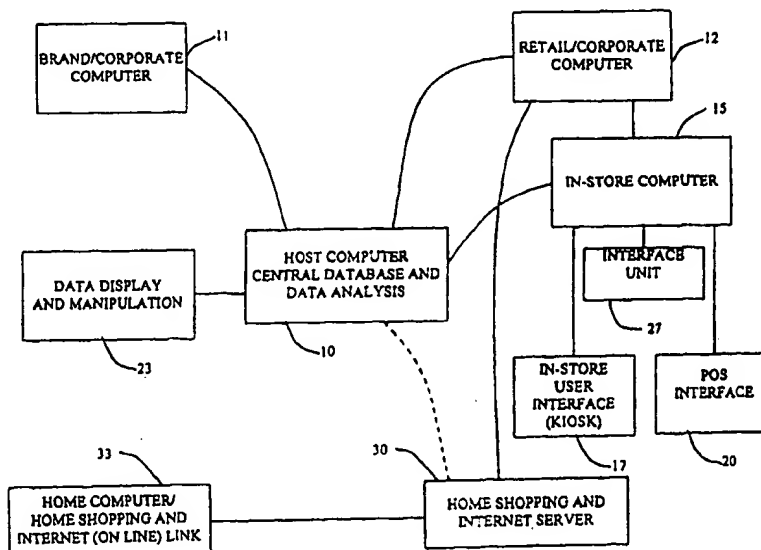 BRAND/CORPORATE
COMPUTER
11
RETAIL/CORPORATE
COMPUTER
12
15
IN-STORE COMPUTER
HOST COMPUTER
CENTRAL DATABASE AND
DATA ANALYSIS
10
DATA DISPLAY
AND MANIPULATION
23
INTERFACE
UNIT
27
IN-STORE
USER
INTERFACE
(KIOSK)
17
POS
INTERFACE
20
33
HOME COMPUTER/
HOME SHOPPING AND
INTERNET (ON LINE) LINK
30
HOME SHOPPING AND
INTERNET SERVER